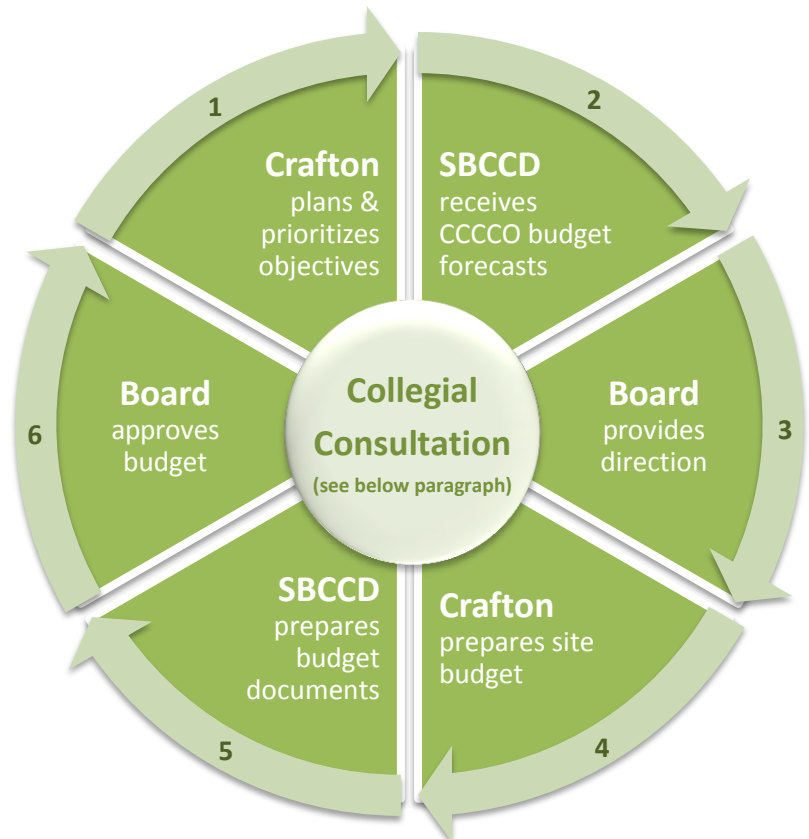 1
Crafton
plans &
prioritizes
objectives
2
SBCCD
receives
CCCCO budget
forecasts
3
Board
provides
direction
4
Crafton
prepares site
budget
5
SBCCD
prepares
budget
documents
6
Board
approves
budget
Collegial
Consultation
(see below paragraph)